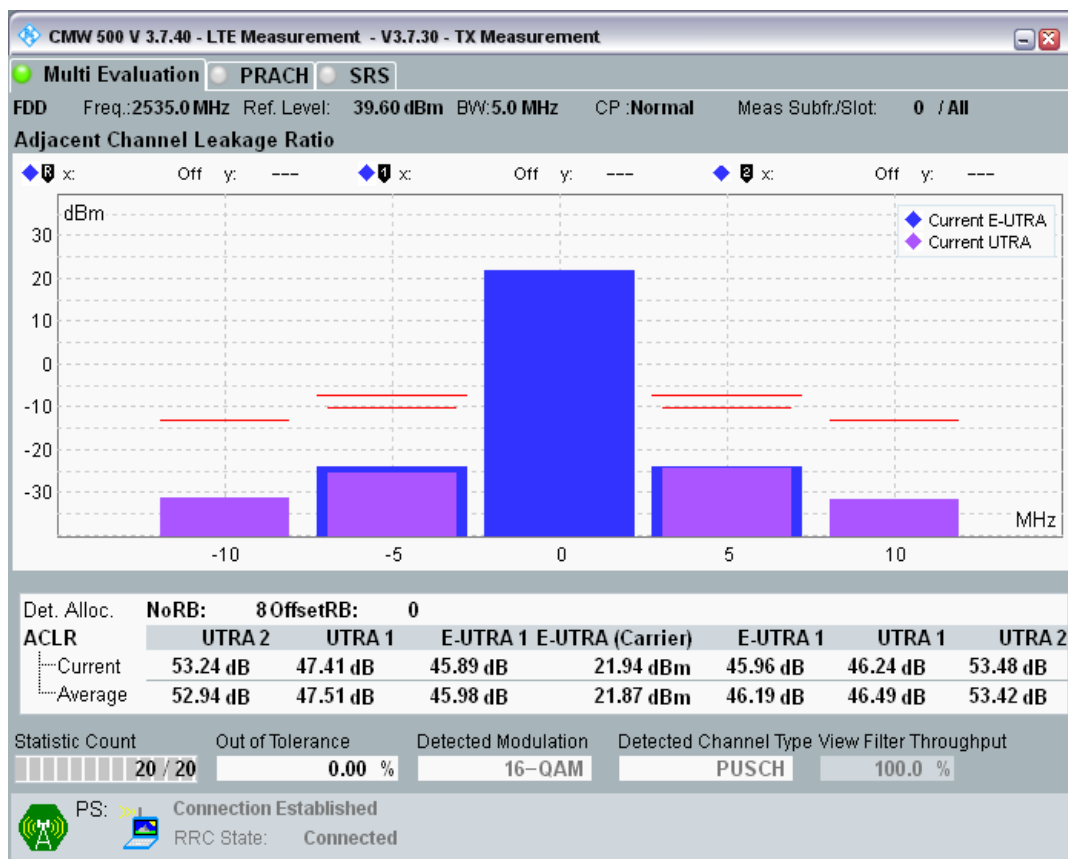 CMW 500 V 3.7.40 - LTE Measurement - V3.7.30 - TX Measurement
Multi Evaluation PRACH SRS
FDD Freq.:2535.0 MHz Ref. Level: 39.60 dBm BW:5.0 MHz CP :Normal Meas Subfr./Slot: 0 / All
Adjacent Channel Leakage Ratio
R x: Off y: --- 1 x: Off y: --- 2 x: Off y: ---
dBm
Current E-UTRA
Current UTRA
30
20
10
0
-10
-20
-30
MHz
-10 -5 0 5 10
Det. Alloc. NoRB: 8 OffsetRB: 0
ACLR UTRA 2 UTRA 1 E-UTRA 1 E-UTRA (Carrier) E-UTRA 1 UTRA 1 UTRA 2
Current 53.24 dB 47.41 dB 45.89 dB 21.94 dBm 45.96 dB 46.24 dB 53.48 dB
Average 52.94 dB 47.51 dB 45.98 dB 21.87 dBm 46.19 dB 46.49 dB 53.42 dB
Statistic Count Out of Tolerance Detected Modulation Detected Channel Type View Filter Throughput
20 / 20 0.00 % 16-QAM PUSCH 100.0 %
PS: Connection Established
RRC State: Connected